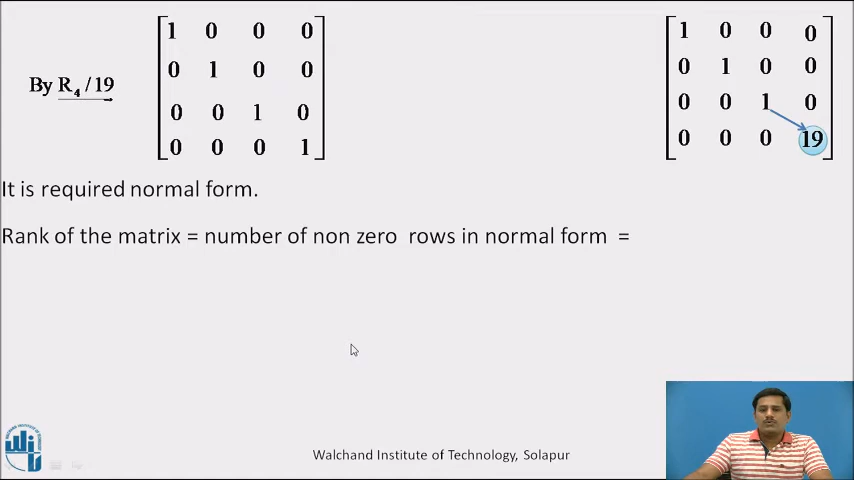 1 0 0 0
0 1 0 0
By R4 / 19
0 0 1 0
0 0 0 1
1 0 0 0
0 1 0 0
0 0 1 0
0 0 0 19
It is required normal form.
Rank of the matrix = number of non zero rows in normal form =
Walchand Institute of Technology, Solapur